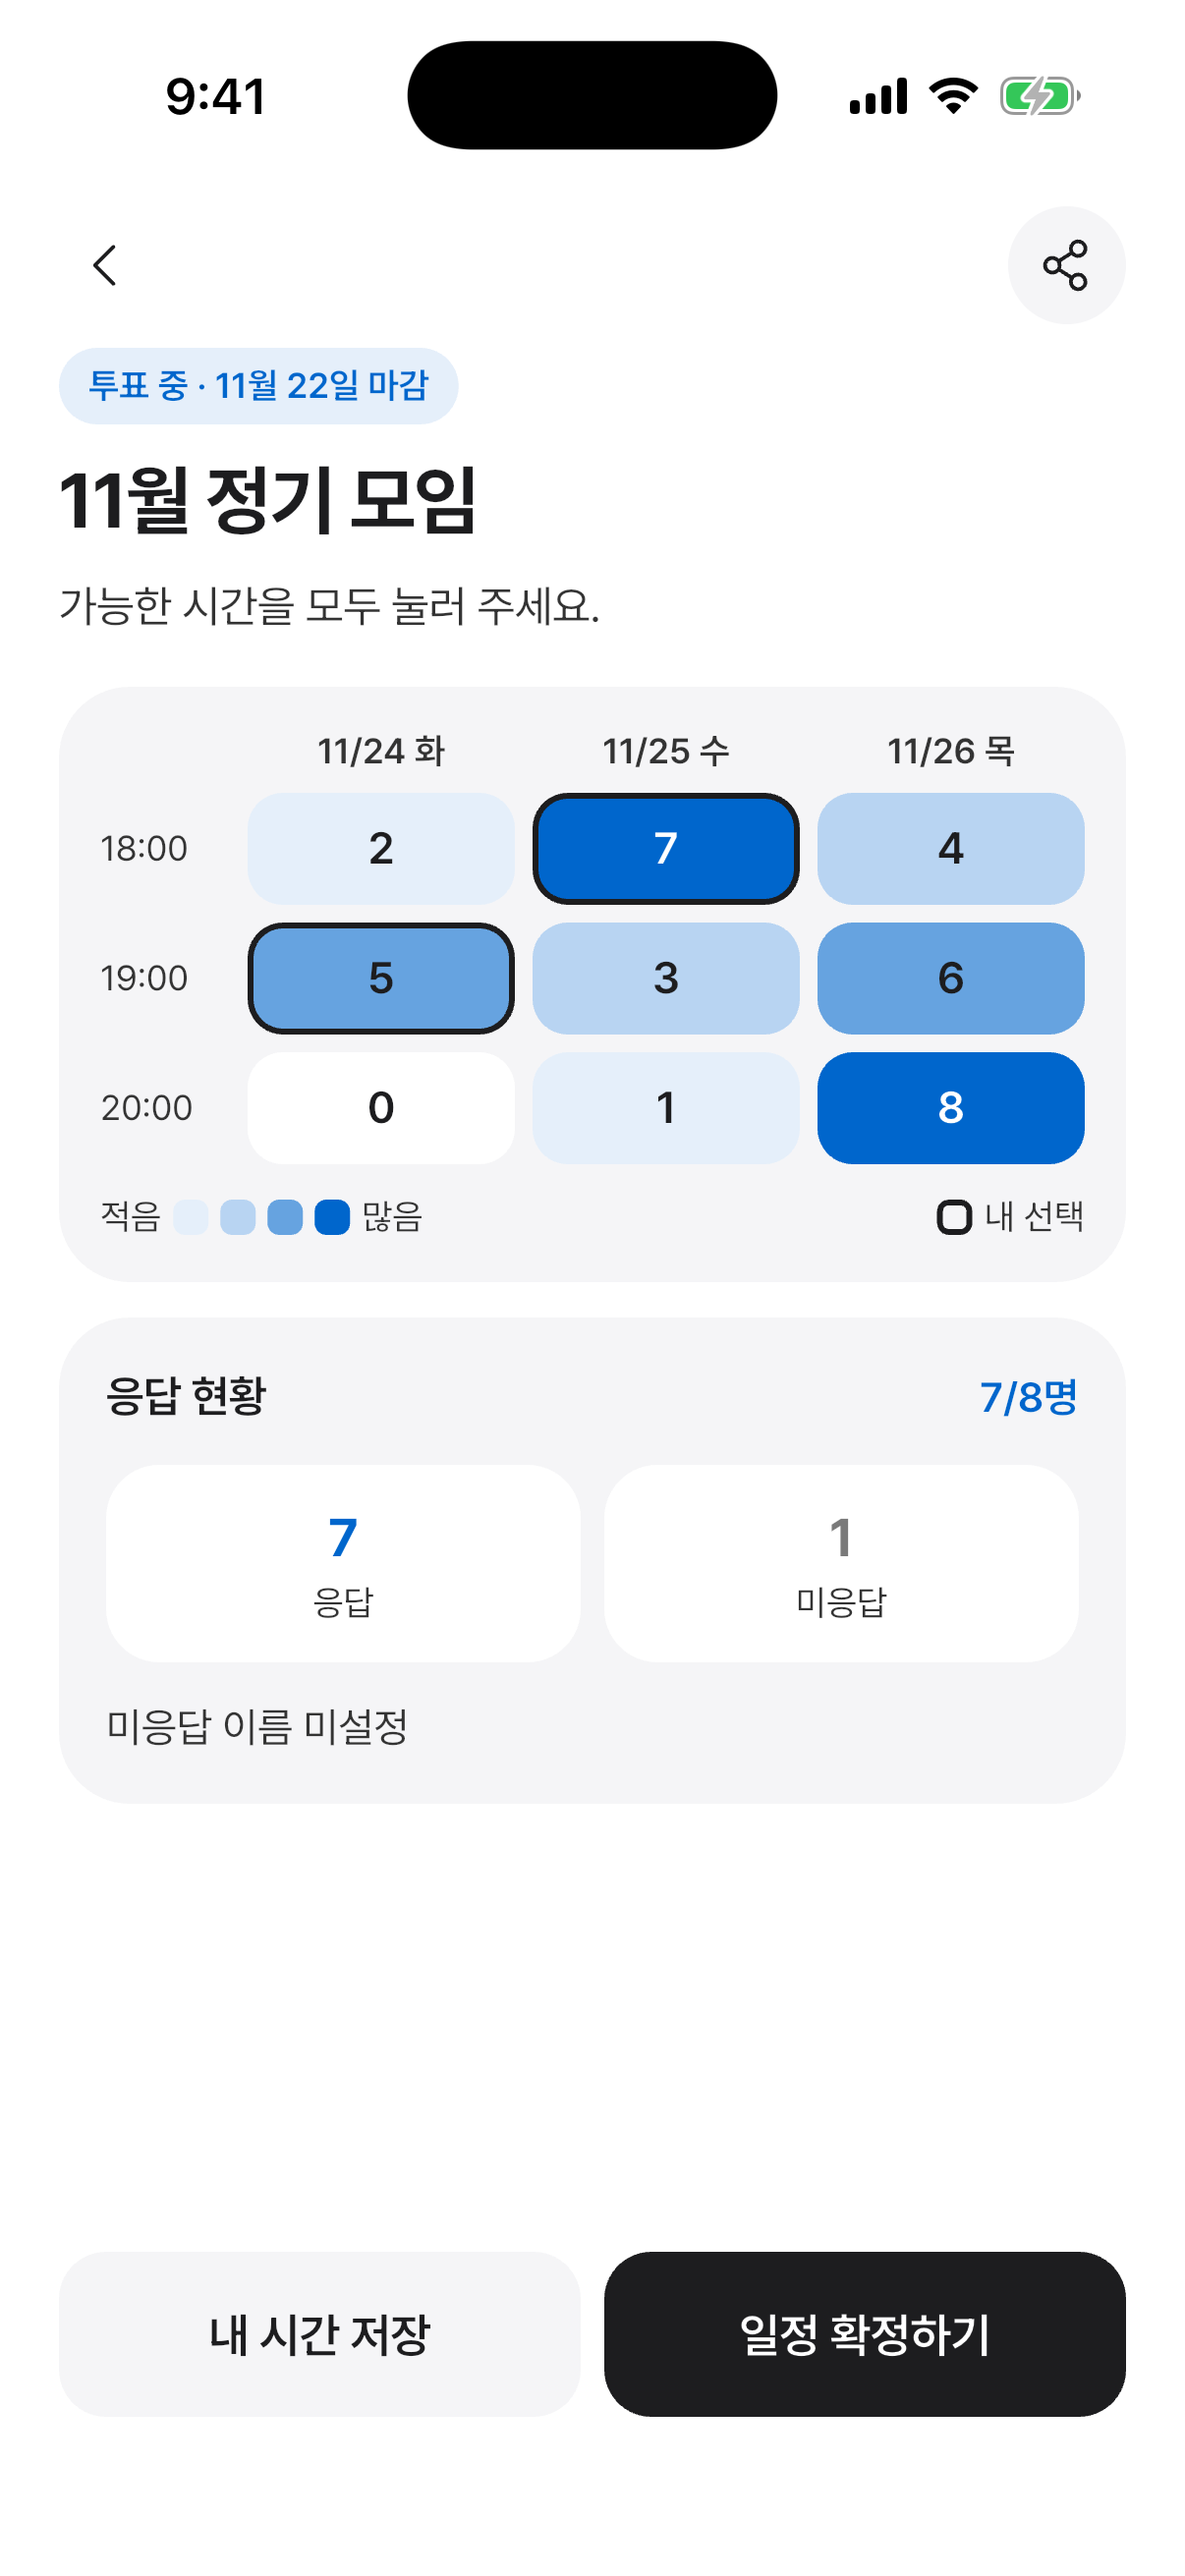 9:41
투표 중 · 11월 22일 마감
11월 정기 모임
가능한 시간을 모두 눌러 주세요.
11/24 화 11/25 수 11/26 목
18:00 2 7 4
19:00 5 3 6
20:00 0 1 8
적음 많음 내 선택
응답 현황 7/8명
7 1
응답 미응답
미응답 이름 미설정
내 시간 저장 일정 확정하기